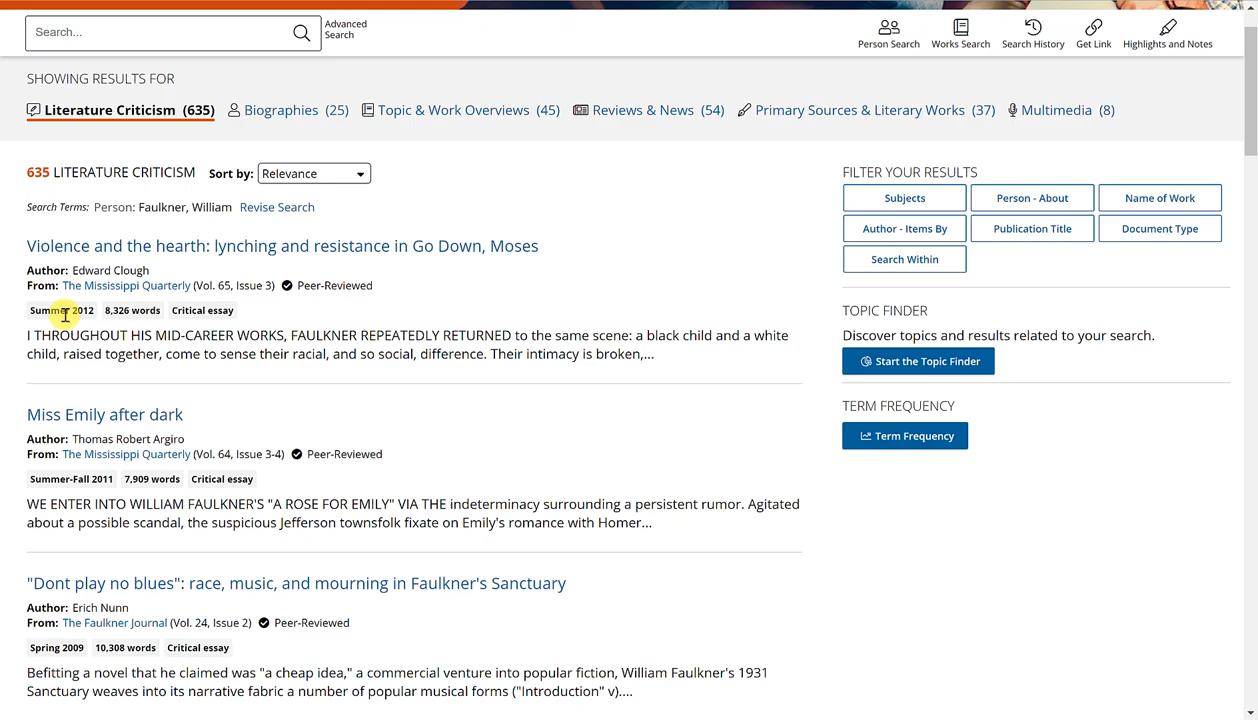 Search...
Advanced
Search
Person Search
Works Search
Search History
Get Link
Highlights and Notes
SHOWING RESULTS FOR
Literature Criticism (635)
Biographies (25)
Topic & Work Overviews (45)
Reviews & News (54)
Primary Sources & Literary Works (37)
Multimedia (8)
635 LITERATURE CRITICISM
Sort by: Relevance
Search Terms: Person: Faulkner, William Revise Search
Violence and the hearth: lynching and resistance in Go Down, Moses
Author: Edward Clough
From: The Mississippi Quarterly (Vol. 65, Issue 3) Peer-Reviewed
Summer 2012 8,326 words Critical essay
I THROUGHOUT HIS MID-CAREER WORKS, FAULKNER REPEATEDLY RETURNED to the same scene: a black child and a white
child, raised together, come to sense their racial, and so social, difference. Their intimacy is broken,...
Miss Emily after dark
Author: Thomas Robert Argiro
From: The Mississippi Quarterly (Vol. 64, Issue 3-4) Peer-Reviewed
Summer-Fall 2011 7,909 words Critical essay
WE ENTER INTO WILLIAM FAULKNER'S "A ROSE FOR EMILY" VIA THE indeterminacy surrounding a persistent rumor. Agitated
about a possible scandal, the suspicious Jefferson townsfolk fixate on Emily's romance with Homer...
"Dont play no blues": race, music, and mourning in Faulkner's Sanctuary
Author: Erich Nunn
From: The Faulkner Journal (Vol. 24, Issue 2) Peer-Reviewed
Spring 2009 10,308 words Critical essay
Befitting a novel that he claimed was "a cheap idea," a commercial venture into popular fiction, William Faulkner's 1931
Sanctuary weaves into its narrative fabric a number of popular musical forms ("Introduction" v)....
FILTER YOUR RESULTS
Subjects
Person - About
Name of Work
Author - Items By
Publication Title
Document Type
Search Within
TOPIC FINDER
Discover topics and results related to your search.
Start the Topic Finder
TERM FREQUENCY
Term Frequency